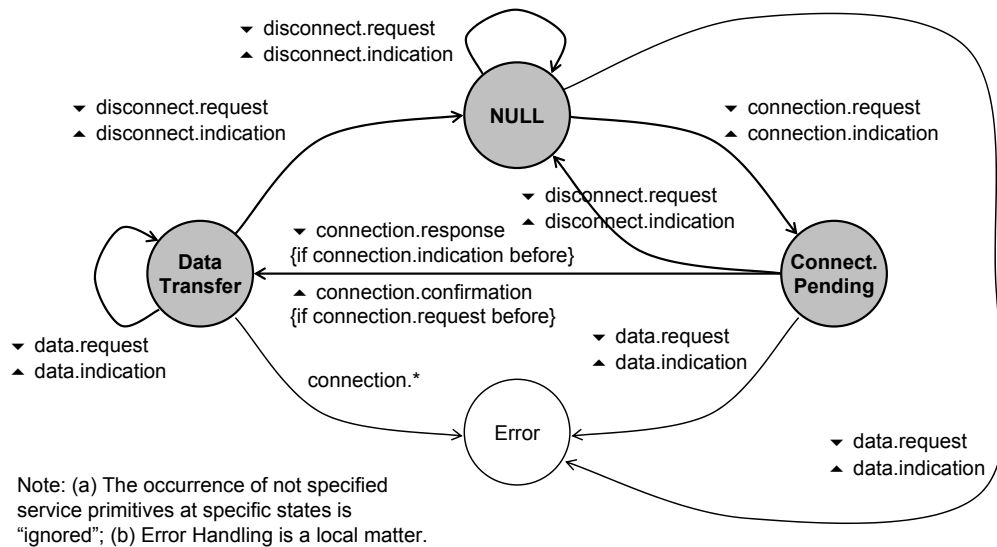 ▼ disconnect.request
▲ disconnect.indication
▼ disconnect.request
▲ disconnect.indication
NULL
▼ connection.request
▲ connection.indication
▼ disconnect.request
▲ disconnect.indication
▼ connection.response
{if connection.indication before}
Data
Transfer
Connect.
Pending
▲ connection.confirmation
{if connection.request before}
▼ data.request
▲ data.indication
▼ data.request
▲ data.indication
connection.*
Error
▼ data.request
▲ data.indication
Note: (a) The occurrence of not specified
service primitives at specific states is
“ignored”; (b) Error Handling is a local matter.